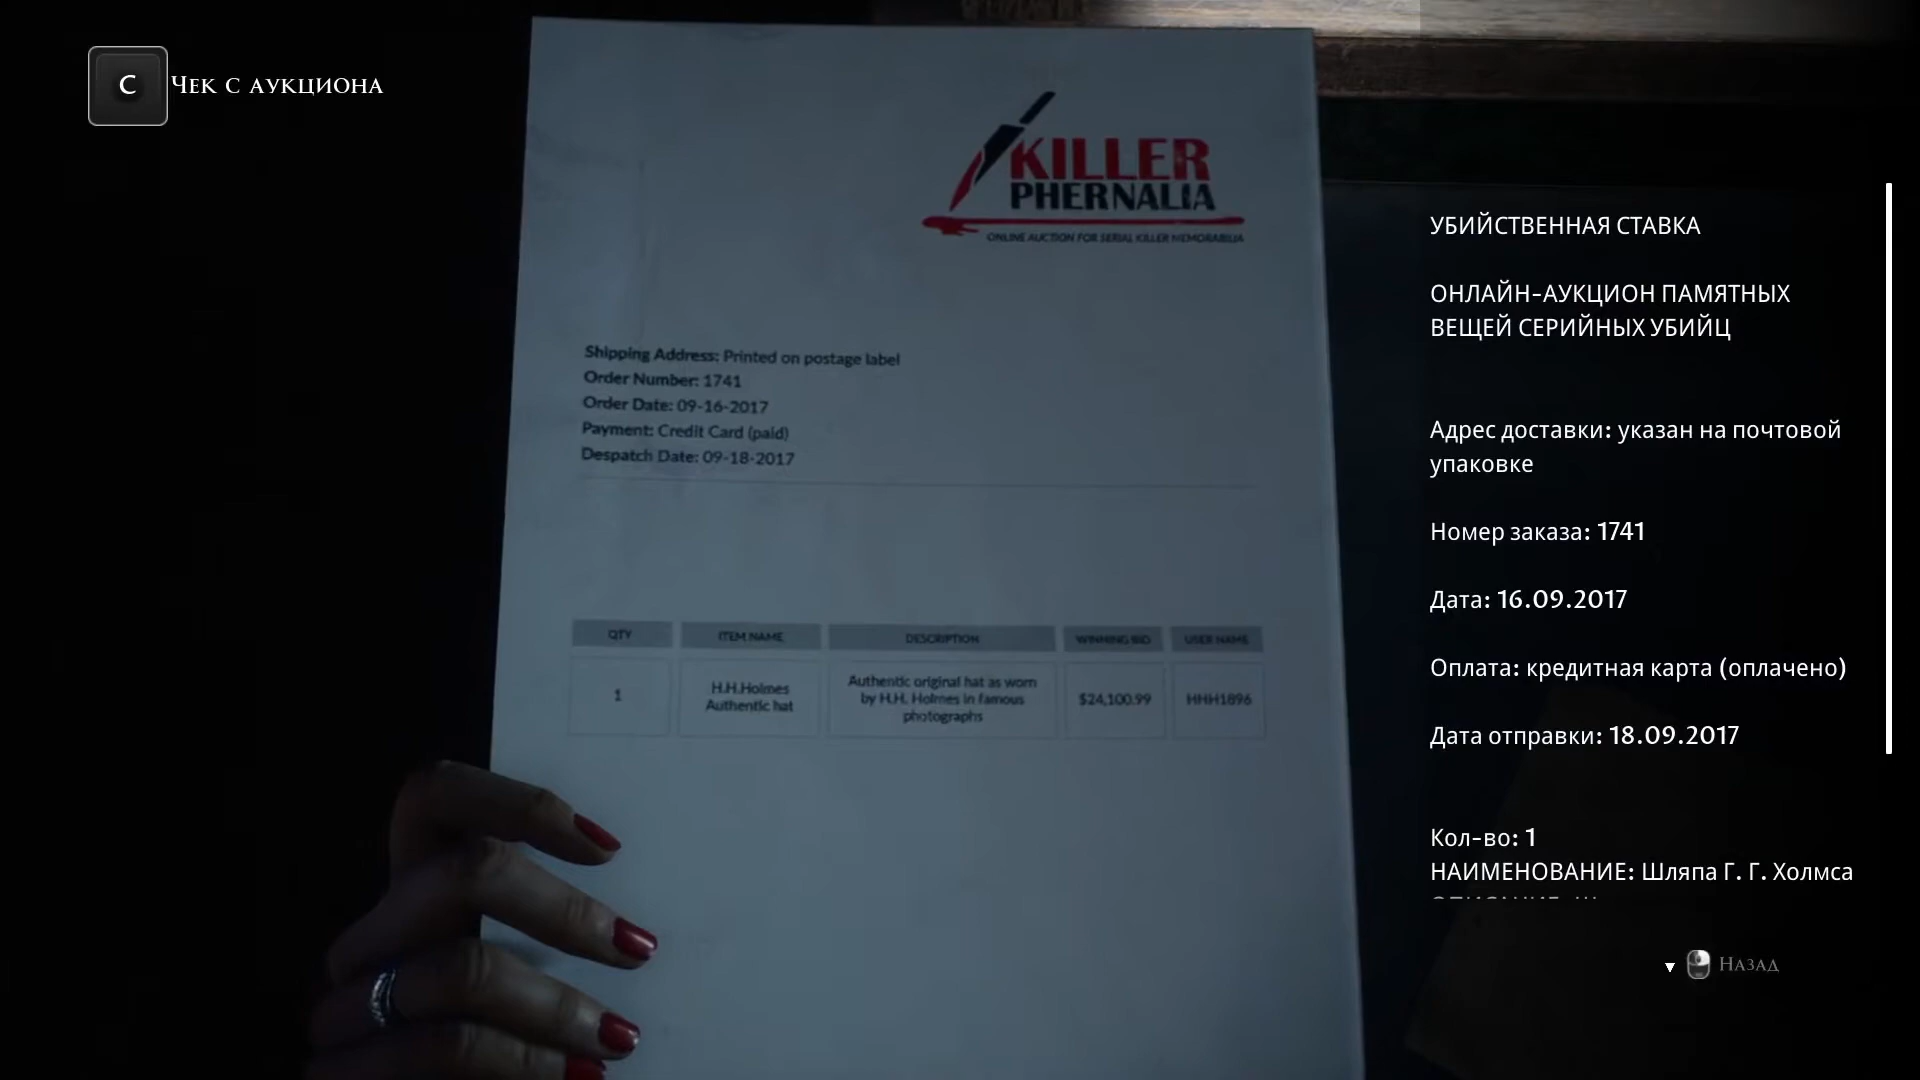 C
Чек с аукциона
KILLER
PHERNALIA
ONLINE AUCTION FOR SERIAL KILLER MEMORABILIA
Shipping Address: Printed on postage label
Order Number: 1741
Order Date: 09-16-2017
Payment: Credit Card (paid)
Despatch Date: 09-18-2017
QTY ITEM NAME DESCRIPTION WINNING BID USER NAME
1 H.H.Holmes Authentic hat Authentic original hat as worn by H.H. Holmes in famous photographs $24,100.99 HHH1896
УБИЙСТВЕННАЯ СТАВКА
ОНЛАЙН-АУКЦИОН ПАМЯТНЫХ
ВЕЩЕЙ СЕРИЙНЫХ УБИЙЦ
Адрес доставки: указан на почтовой
упаковке
Номер заказа: 1741
Дата: 16.09.2017
Оплата: кредитная карта (оплачено)
Дата отправки: 18.09.2017
Кол-во: 1
НАИМЕНОВАНИЕ: Шляпа Г. Г. Холмса
Назад